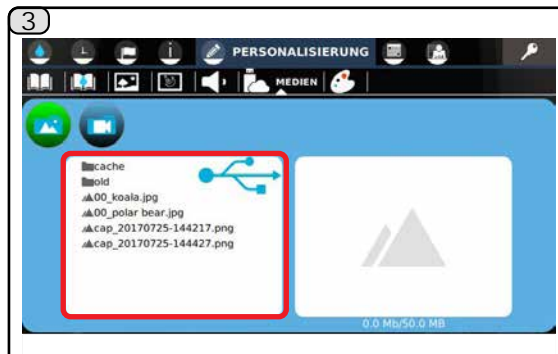 3
PERSONALISIERUNG
MEDIEN
cache
old
00_koala.jpg
00_polar bear.jpg
cap_20170725-144217.png
cap_20170725-144427.png
0.0 Mb/50.0 MB